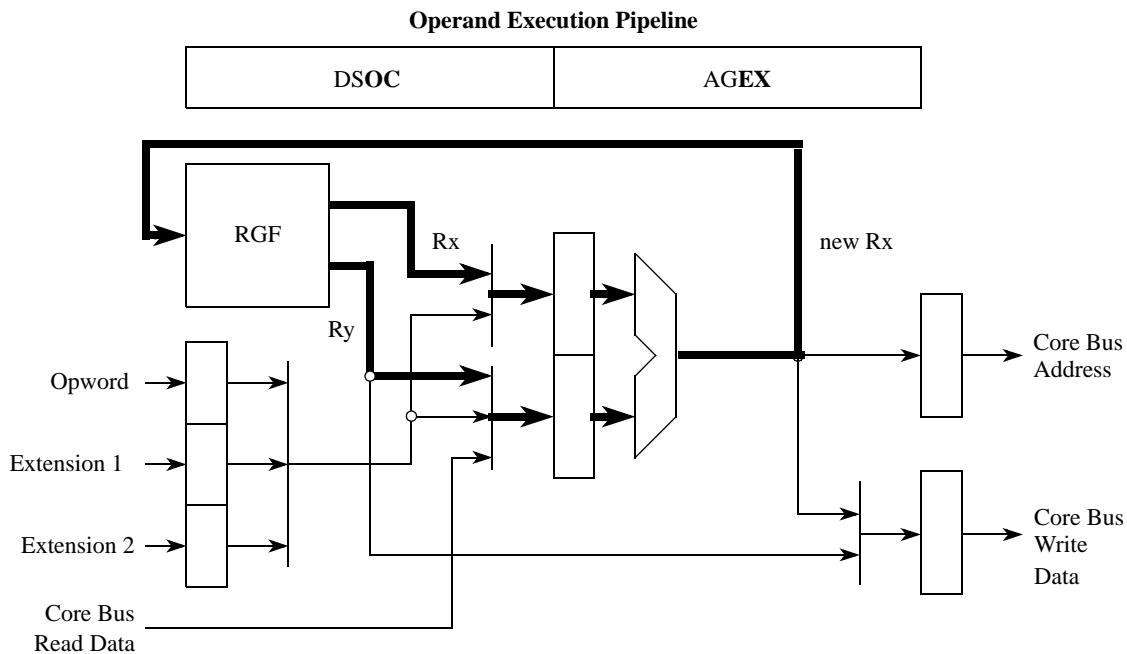 Operand Execution Pipeline
DSOC
AGEX
RGF
Rx
new Rx
Ry
Core Bus
Address
Opword
Extension 1
Extension 2
Core Bus
Write
Data
Core Bus
Read Data